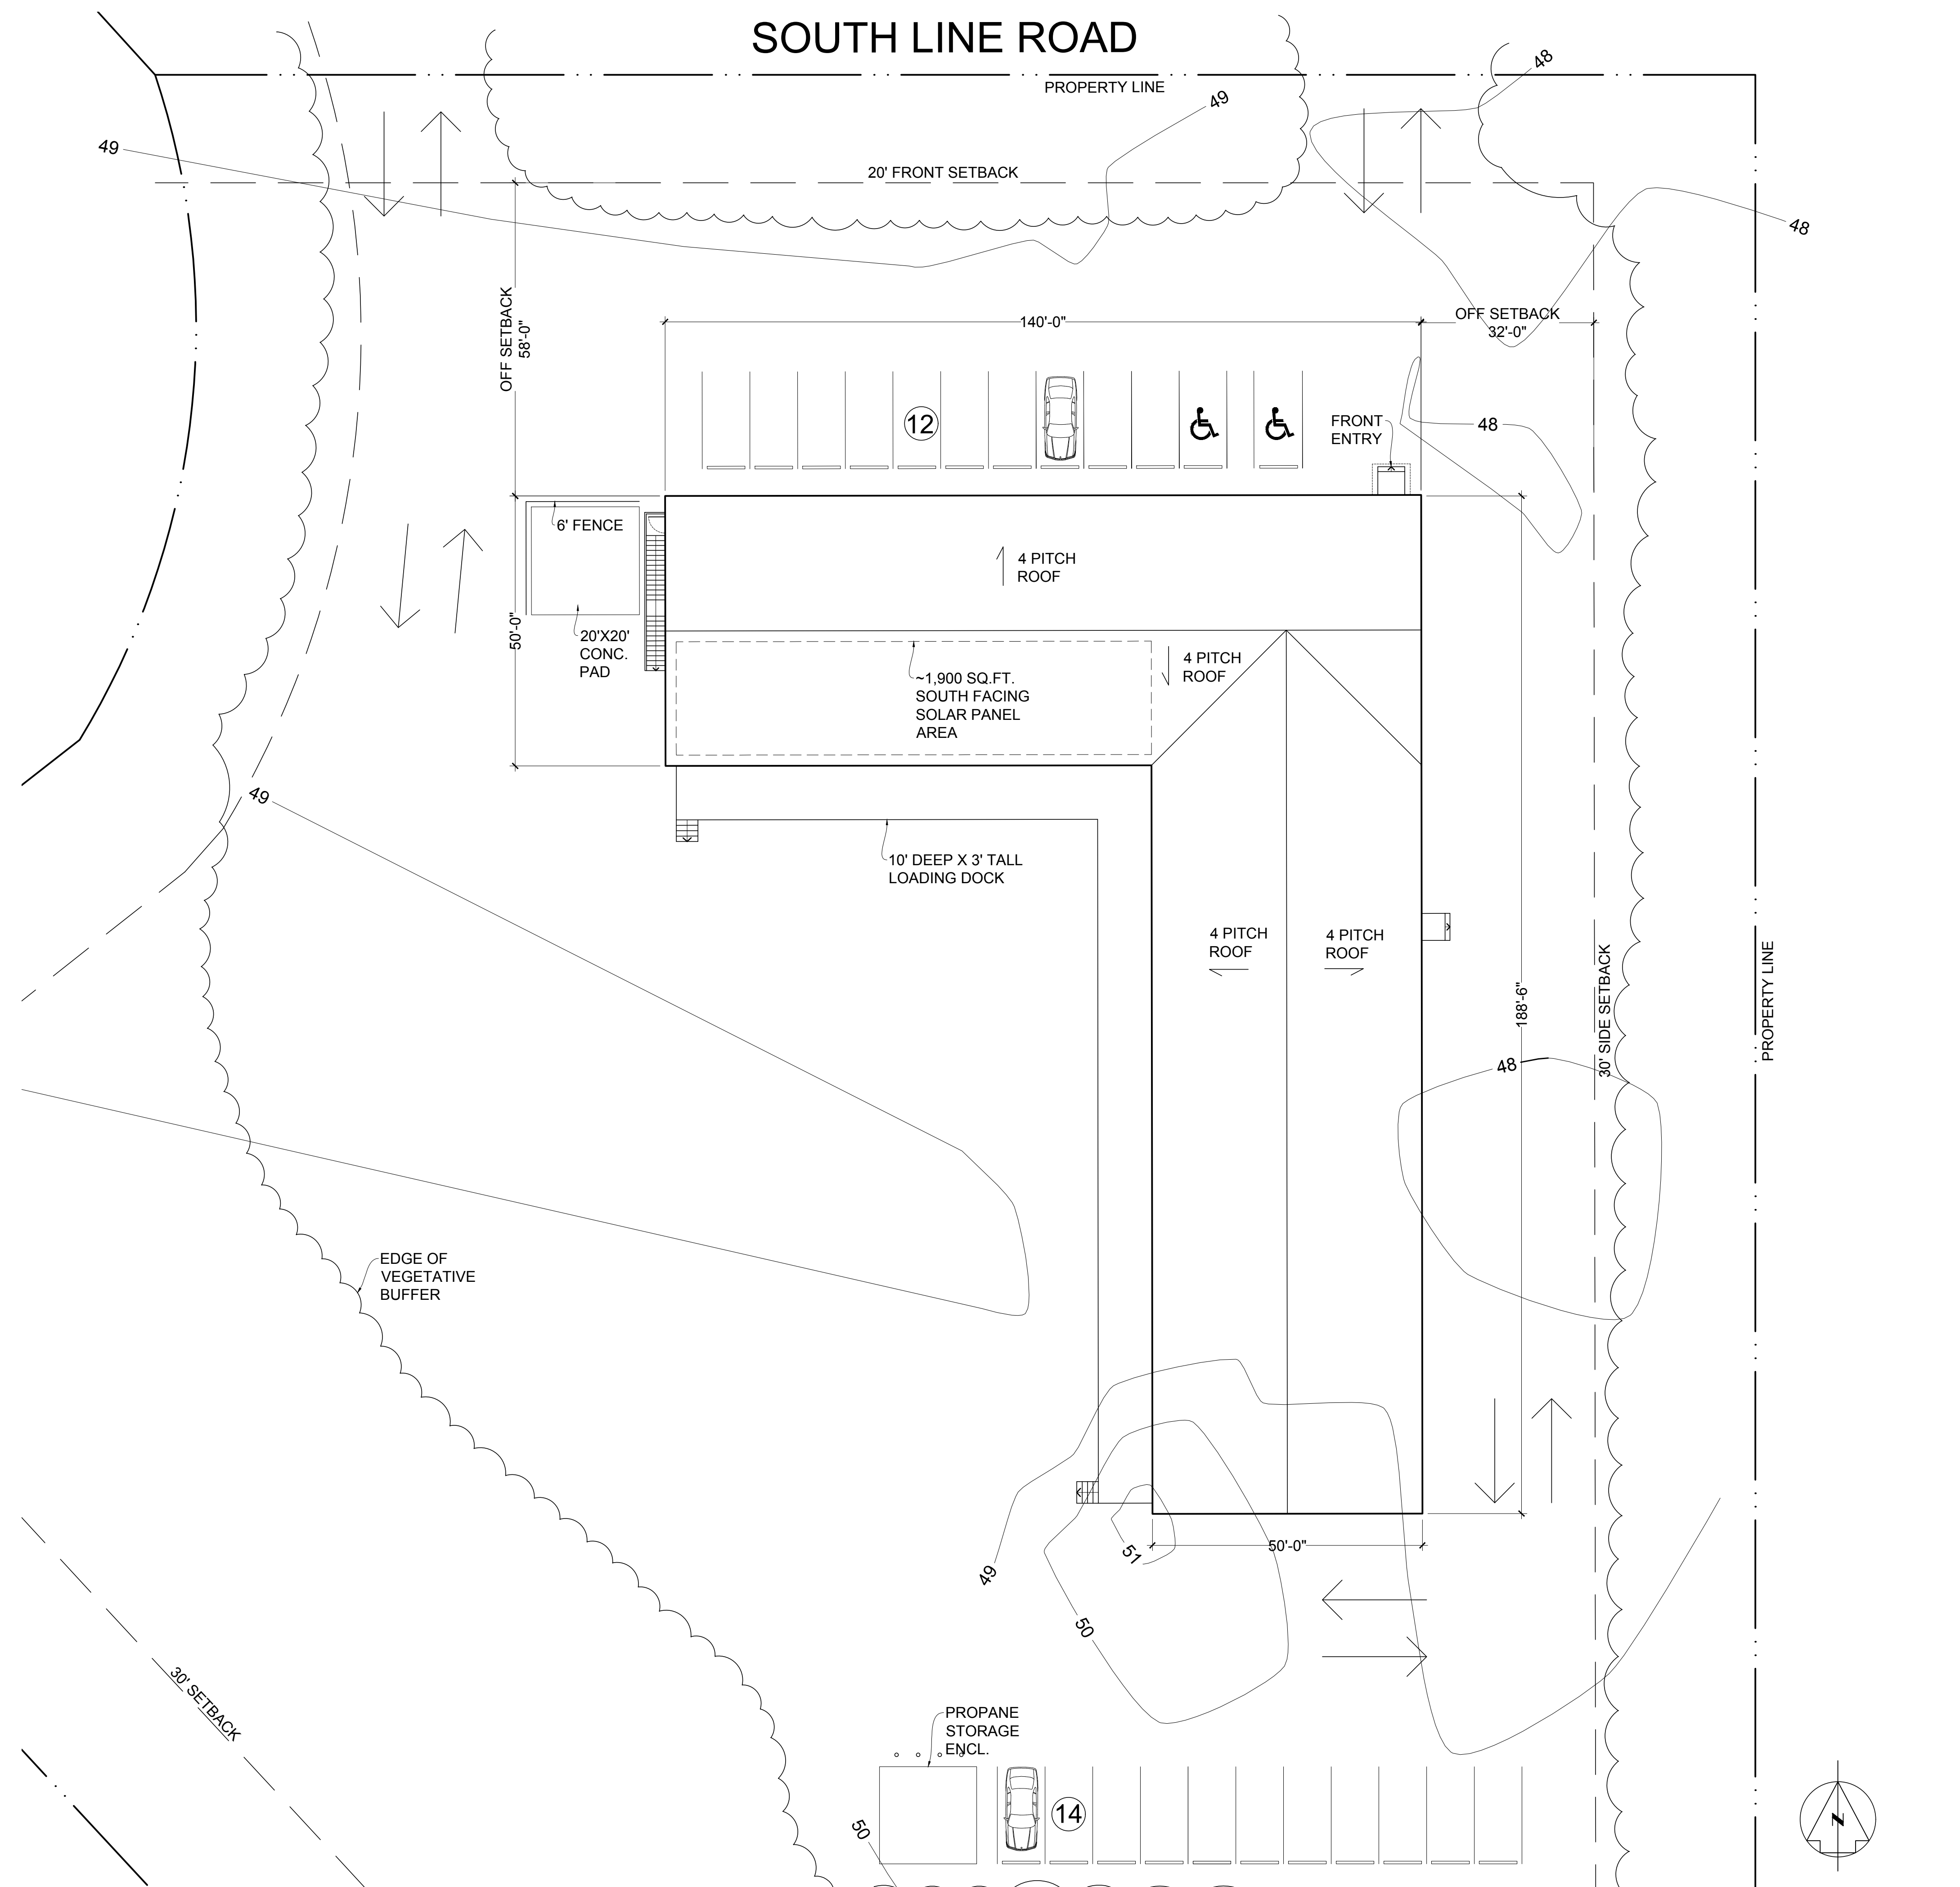 SOUTH LINE ROAD
48
PROPERTY LINE
49
49
20' FRONT SETBACK
48
OFF SETBACK
58'-0"
140'-0"
OFF SETBACK
32'-0"
12
FRONT
ENTRY
48
6' FENCE
4 PITCH
ROOF
50'-0"
20'X20'
CONC.
PAD
4 PITCH
ROOF
~1,900 SQ.FT.
SOUTH FACING
SOLAR PANEL
AREA
49
10' DEEP X 3' TALL
LOADING DOCK
4 PITCH
ROOF
4 PITCH
ROOF
188'-6"
30' SIDE SETBACK
PROPERTY LINE
48
EDGE OF
VEGETATIVE
BUFFER
51
50'-0"
49
50
30' SETBACK
PROPANE
STORAGE
ENCL.
14
50
N